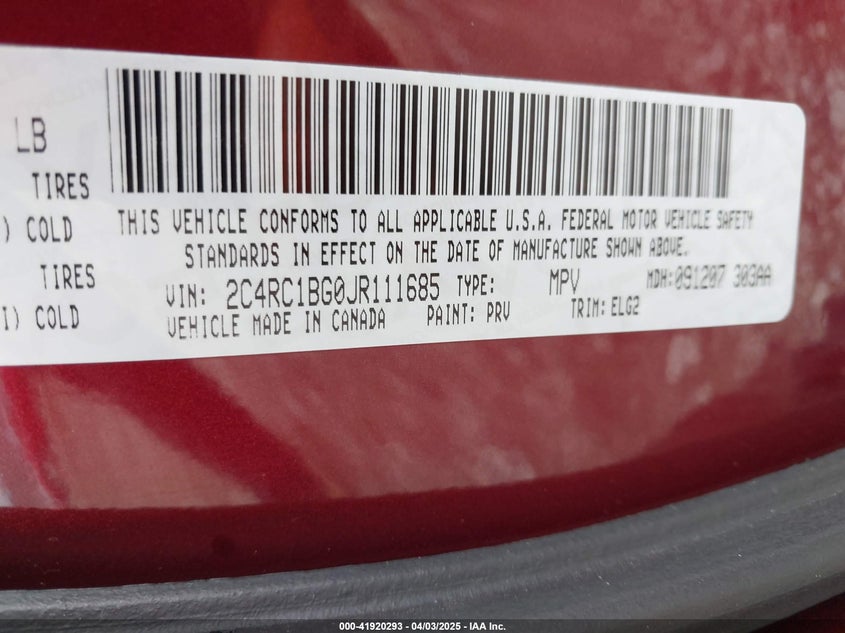 LB
TIRES
) COLD
TIRES
I) COLD
THIS VEHICLE CONFORMS TO ALL APPLICABLE U.S.A. FEDERAL MOTOR VEHICLE SAFETY
STANDARDS IN EFFECT ON THE DATE OF MANUFACTURE SHOWN ABOVE.
VIN: 2C4RC1BG0JR111685 TYPE: MPV MDH:091207 303AA
VEHICLE MADE IN CANADA PAINT: PRV TRIM: ELG2
000-41920293 - 04/03/2025 - IAA Inc.